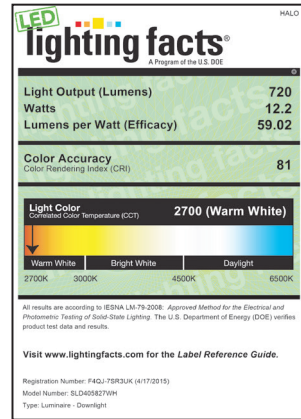 HALO
LED
lighting facts®
A Program of the U.S. DOE
Light Output (Lumens) 720
Watts 12.2
Lumens per Watt (Efficacy) 59.02
Color Accuracy 81
Color Rendering Index (CRI)
Light Color 2700 (Warm White)
Correlated Color Temperature (CCT)
Warm White Bright White Daylight
2700K 3000K 4500K 6500K
All results are according to IESNA LM-79-2008: Approved Method for the Electrical and
Photometric Testing of Solid-State Lighting. The U.S. Department of Energy (DOE) verifies
product test data and results.
Visit www.lightingfacts.com for the Label Reference Guide.
Registration Number: F4QJ-7SR3UK (4/17/2015)
Model Number: SLD405827WH
Type: Luminaire - Downlight